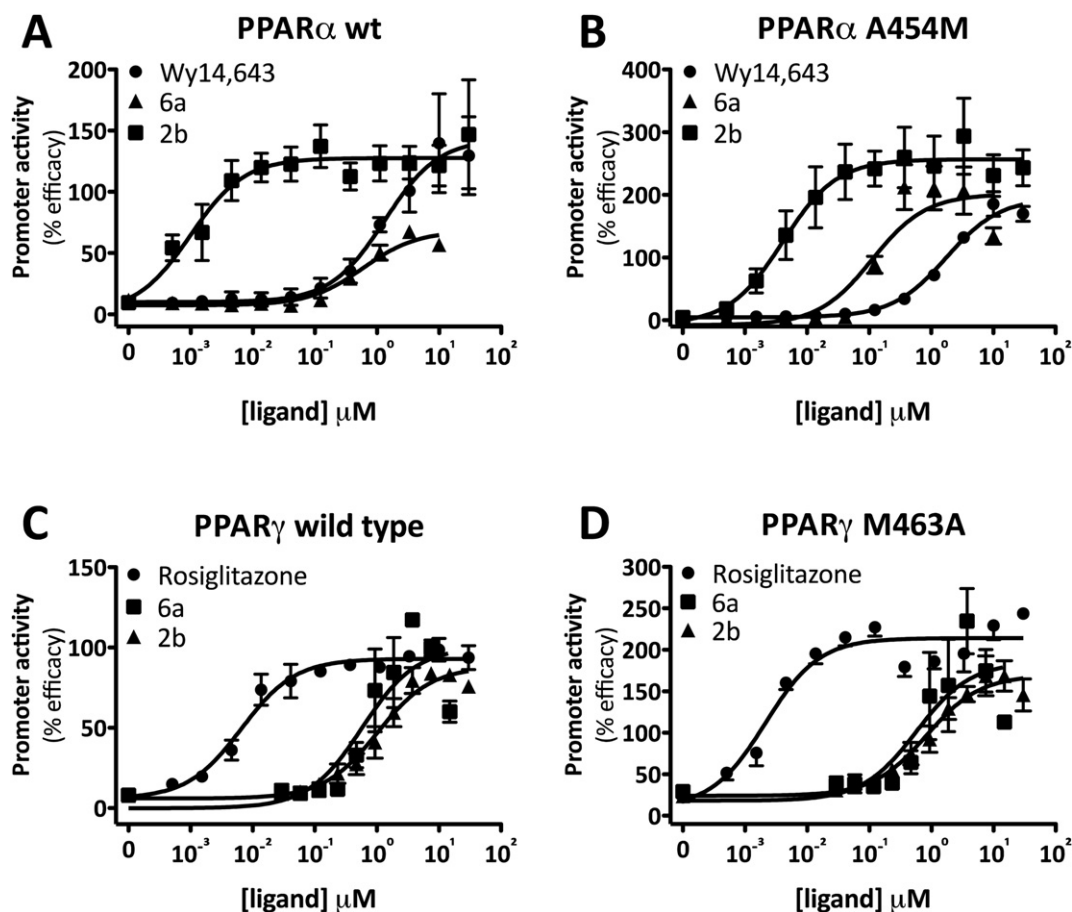 A
PPARα wt
Wy14,643
6a
2b
Promoter activity
(% efficacy)
200
150
100
50
0
0
10⁻³
10⁻²
10⁻¹
10⁰
10¹
10²
[ligand] μM
B
PPARα A454M
Wy14,643
6a
2b
Promoter activity
(% efficacy)
400
300
200
100
0
0
10⁻³
10⁻²
10⁻¹
10⁰
10¹
10²
[ligand] μM
C
PPARγ wild type
Rosiglitazone
6a
2b
Promoter activity
(% efficacy)
150
100
50
0
0
10⁻³
10⁻²
10⁻¹
10⁰
10¹
10²
[ligand] μM
D
PPARγ M463A
Rosiglitazone
6a
2b
Promoter activity
(% efficacy)
300
250
200
150
100
50
0
0
10⁻³
10⁻²
10⁻¹
10⁰
10¹
10²
[ligand] μM